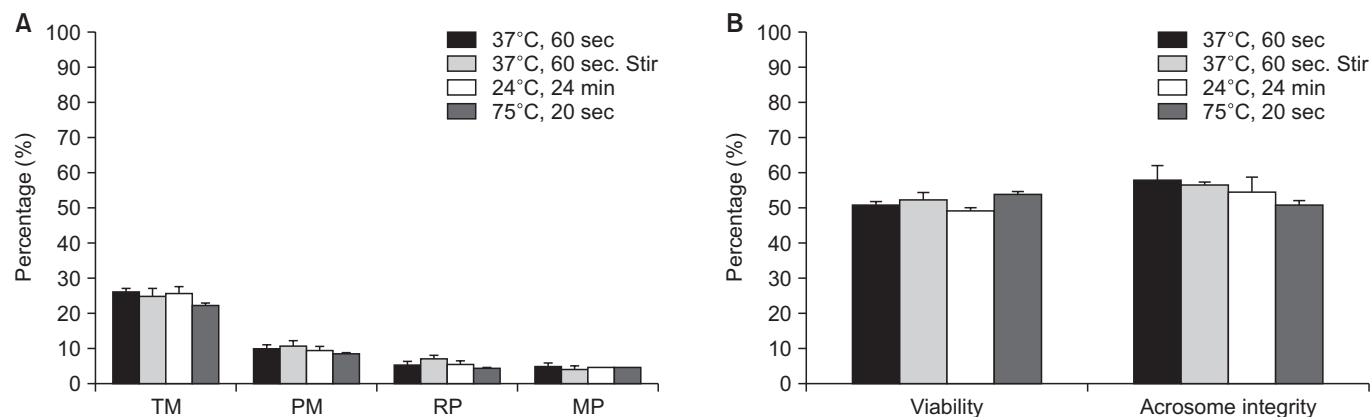 A
100
90
80
70
60
50
40
30
20
10
0
Percentage (%)
37°C, 60 sec
37°C, 60 sec. Stir
24°C, 24 min
75°C, 20 sec
TM PM RP MP
B
100
90
80
70
60
50
40
30
20
10
0
Percentage (%)
37°C, 60 sec
37°C, 60 sec. Stir
24°C, 24 min
75°C, 20 sec
Viability Acrosome integrity